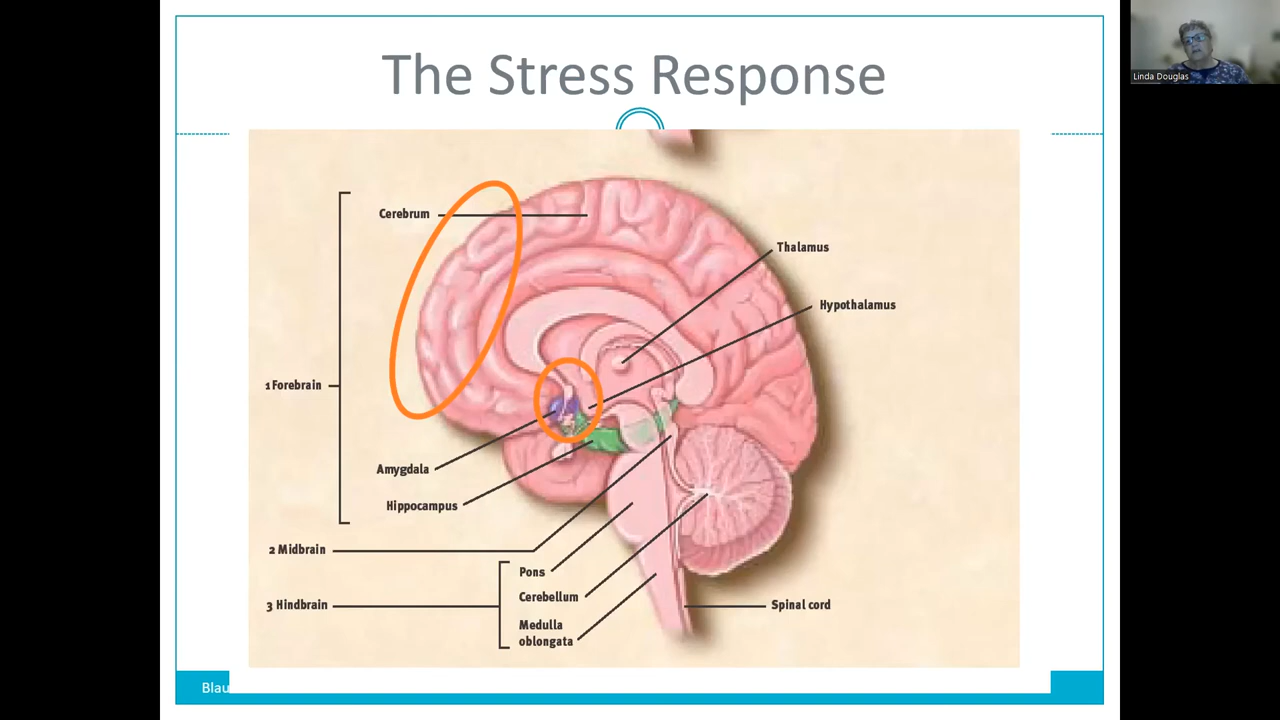 The Stress Response
Linda Douglas
Cerebrum
Thalamus
Hypothalamus
1 Forebrain
Amygdala
Hippocampus
2 Midbrain
Pons
Cerebellum
3 Hindbrain
Spinal cord
Medulla
oblongata
Blau